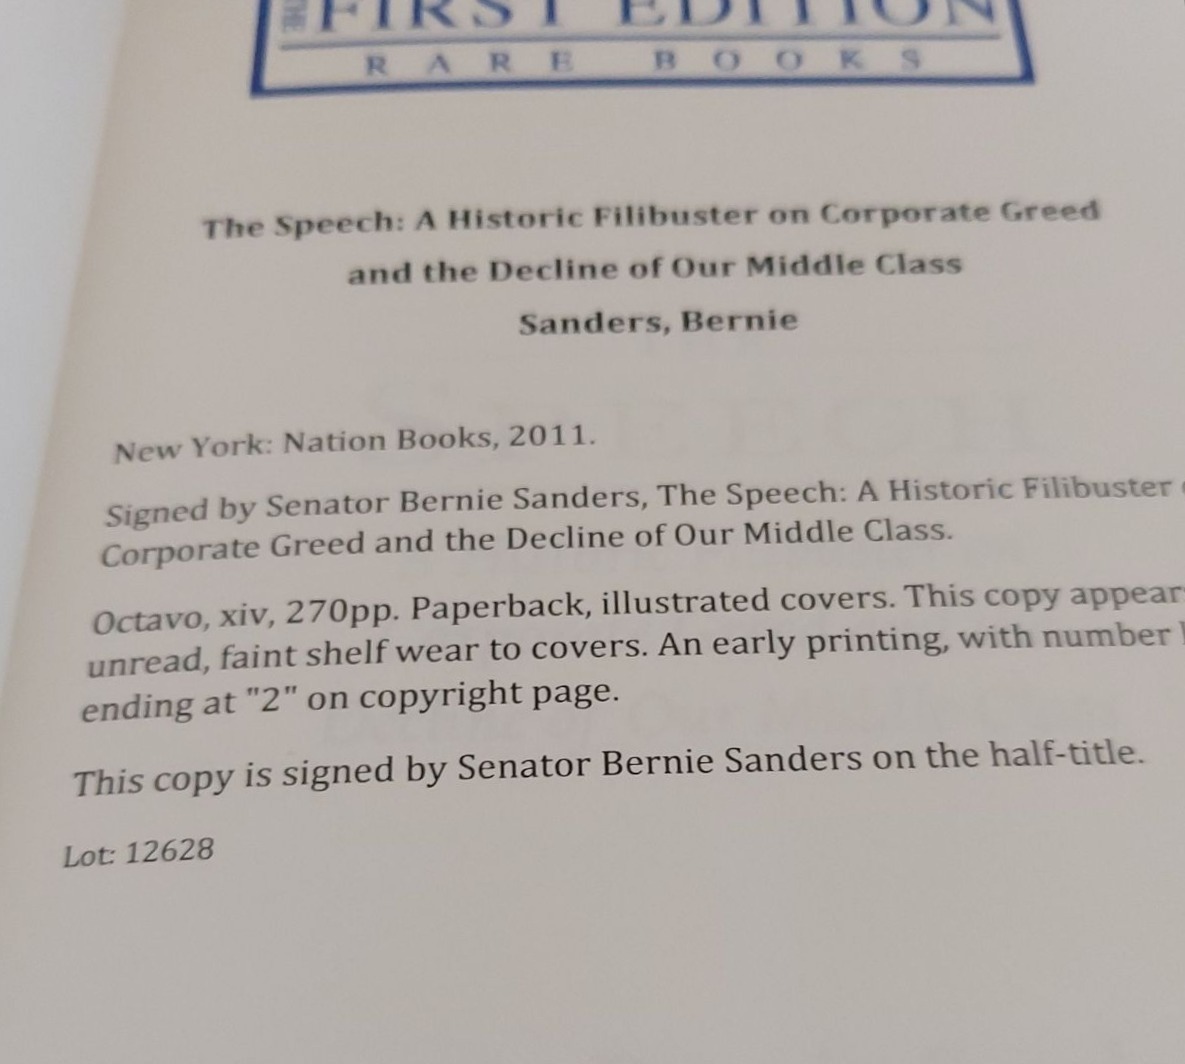 THE FIRST EDITION
RARE BOOKS
The Speech: A Historic Filibuster on Corporate Greed
and the Decline of Our Middle Class
Sanders, Bernie
New York: Nation Books, 2011.
Signed by Senator Bernie Sanders, The Speech: A Historic Filibuster
Corporate Greed and the Decline of Our Middle Class.
Octavo, xiv, 270pp. Paperback, illustrated covers. This copy appear
unread, faint shelf wear to covers. An early printing, with number
ending at "2" on copyright page.
This copy is signed by Senator Bernie Sanders on the half-title.
Lot: 12628